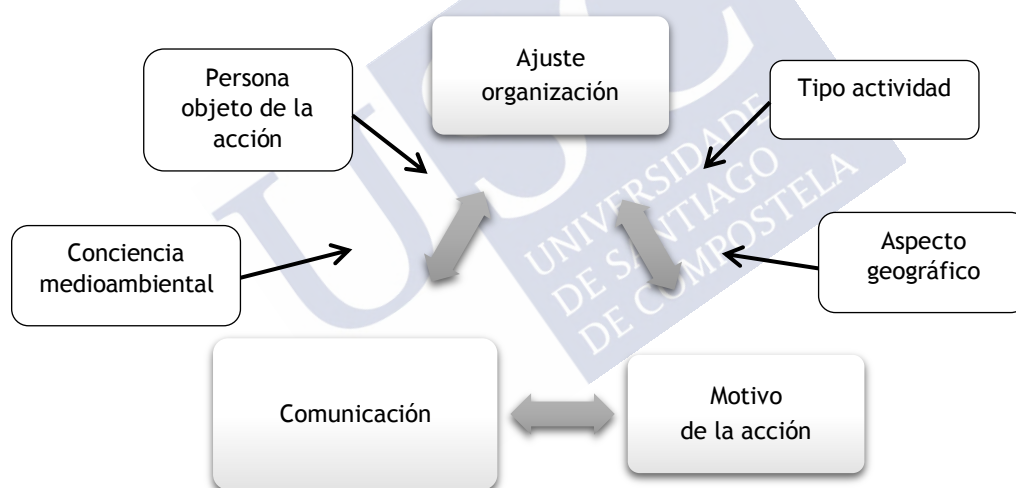 Ajuste
organización
Persona
objeto de la
acción
Tipo actividad
Conciencia
medioambiental
Aspecto
geográfico
Comunicación
Motivo
de la acción
USC
UNIVERSIDADE
DE SANTIAGO
DE COMPOSTELA